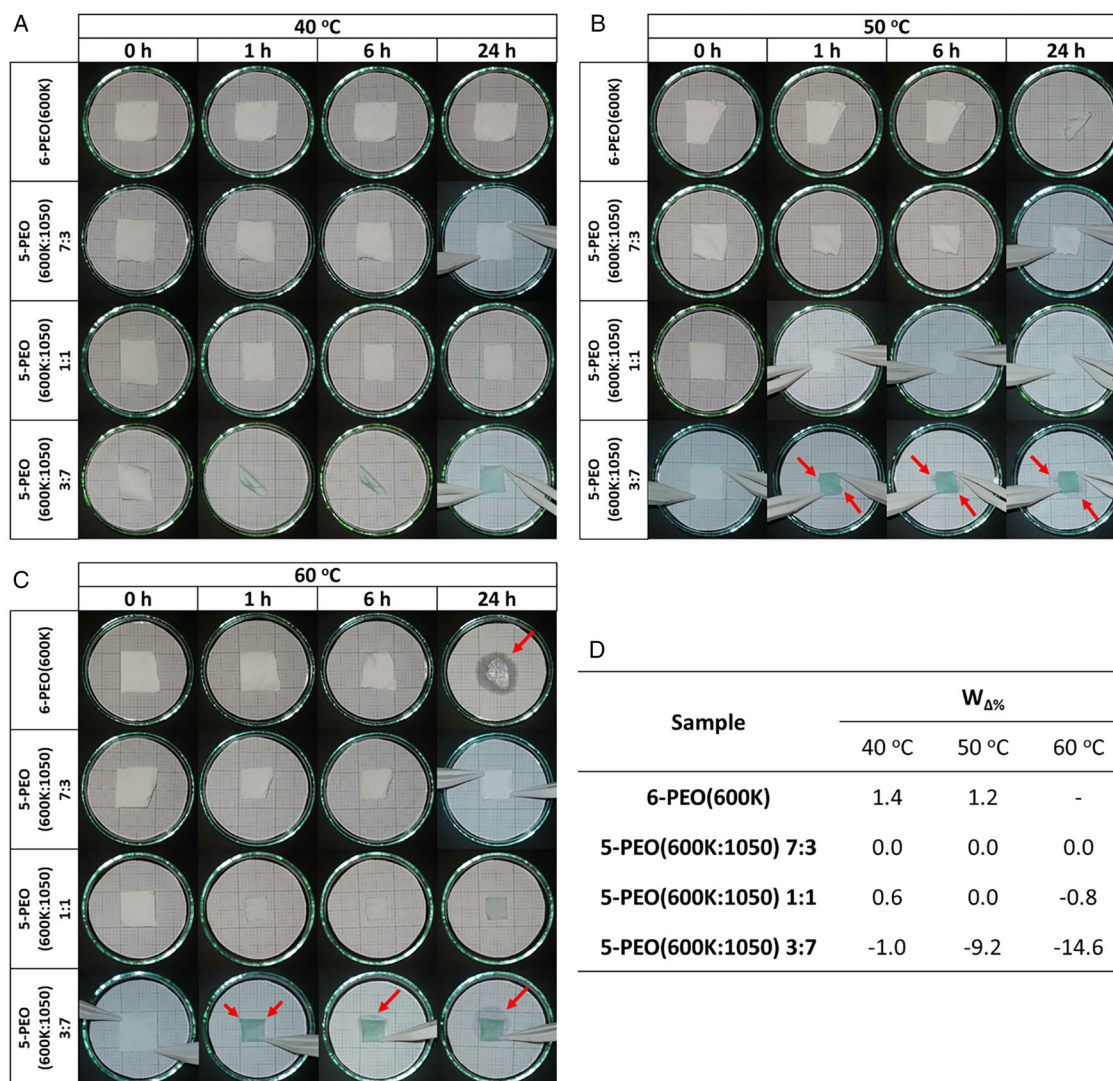 A
40 °C
0 h 1 h 6 h 24 h
6-PEO(600K)
5-PEO
(600K:1050)
7:3
5-PEO
(600K:1050)
1:1
5-PEO
(600K:1050)
3:7
B
50 °C
0 h 1 h 6 h 24 h
6-PEO(600K)
5-PEO
(600K:1050)
7:3
5-PEO
(600K:1050)
1:1
5-PEO
(600K:1050)
3:7
C
60 °C
0 h 1 h 6 h 24 h
6-PEO(600K)
5-PEO
(600K:1050)
7:3
5-PEO
(600K:1050)
1:1
5-PEO
(600K:1050)
3:7
D
Sample WΔ%
40 °C 50 °C 60 °C
6-PEO(600K) 1.4 1.2 -
5-PEO(600K:1050) 7:3 0.0 0.0 0.0
5-PEO(600K:1050) 1:1 0.6 0.0 -0.8
5-PEO(600K:1050) 3:7 -1.0 -9.2 -14.6